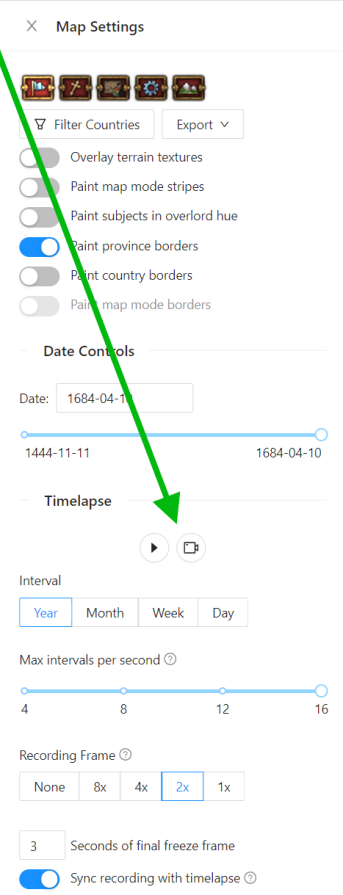 Map Settings
Filter Countries
Export
Overlay terrain textures
Paint map mode stripes
Paint subjects in overlord hue
Paint province borders
Paint country borders
Paint map mode borders
Date Controls
Date: 1684-04-10
1444-11-11 1684-04-10
Timelapse
Interval
Year Month Week Day
Max intervals per second
4 8 12 16
Recording Frame
None 8x 4x 2x 1x
3 Seconds of final freeze frame
Sync recording with timelapse